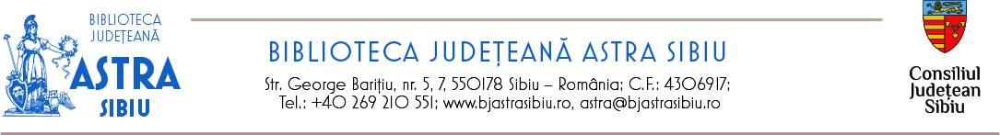 BIBLIOTECA
JUDEȚEANĂ
ASTRA
SIBIU
BIBLIOTECA JUDEȚEANĂ ASTRA SIBIU
Str. George Barițiu, nr. 5, 7, 550178 Sibiu – România; C.F.: 4306917;
Tel.: +40 269 210 551; www.bjastrasibiu.ro, astra@bjastrasibiu.ro
Consiliul
Județean
Sibiu